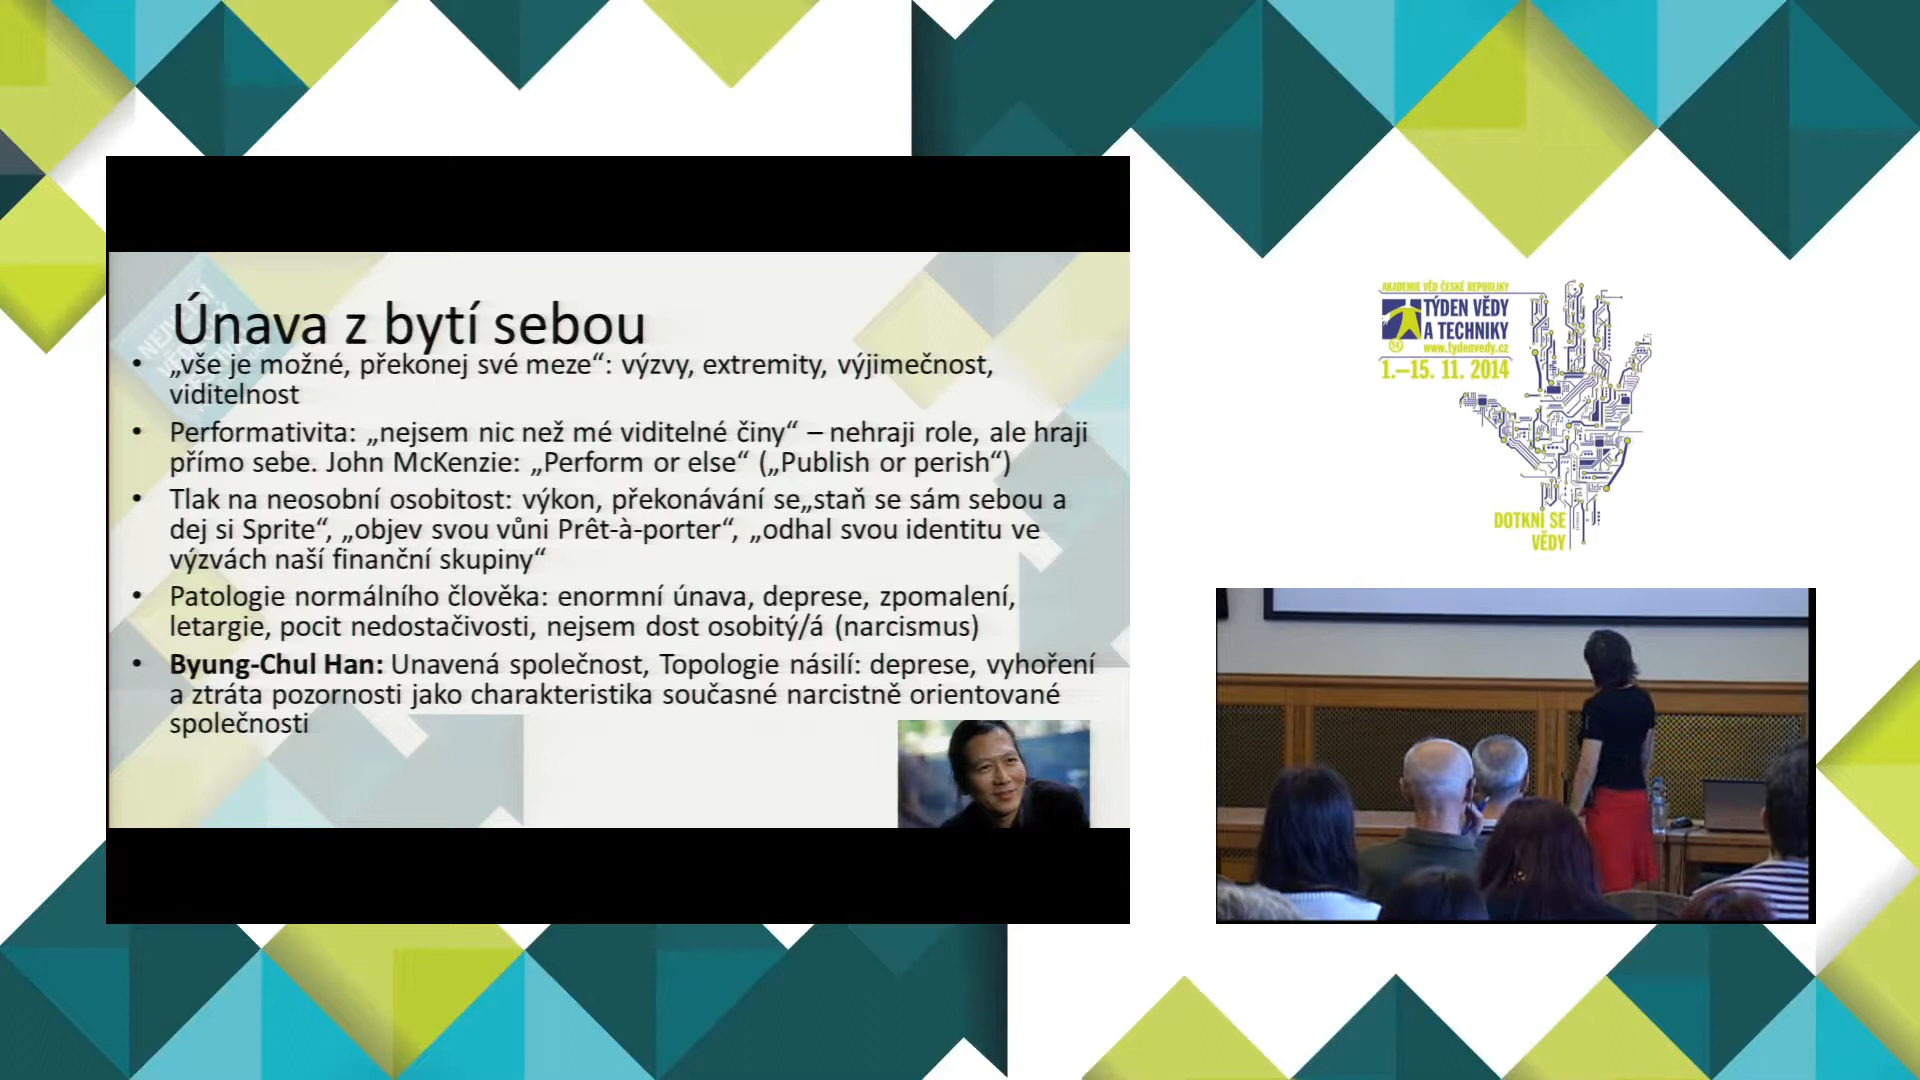 Únava z bytí sebou
• „vše je možné, překonej své meze“: výzvy, extremity, výjimečnost,
viditelnost
• Performativita: „nejsem nic než mé viditelné činy“ – nehraji role, ale hraji
přímo sebe. John McKenzie: „Perform or else“ („Publish or perish“)
• Tlak na neosobní osobitost: výkon, překonávání se„staň se sám sebou a
dej si Sprite“, „objev svou vůni Prêt-à-porter“, „odhal svou identitu ve
výzvách naší finanční skupiny“
• Patologie normálního člověka: enormní únava, deprese, zpomalení,
letargie, pocit nedostačivosti, nejsem dost osobitý/á (narcismus)
• Byung-Chul Han: Unavená společnost, Topologie násilí: deprese, vyhoření
a ztráta pozornosti jako charakteristika současné narcistně orientované
společnosti
AKADEMIE VĚD ČESKÉ REPUBLIKY
TÝDEN VĚDY
A TECHNIKY
www.tydenvedy.cz
1.–15. 11. 2014
DOTKNI SE
VĚDY